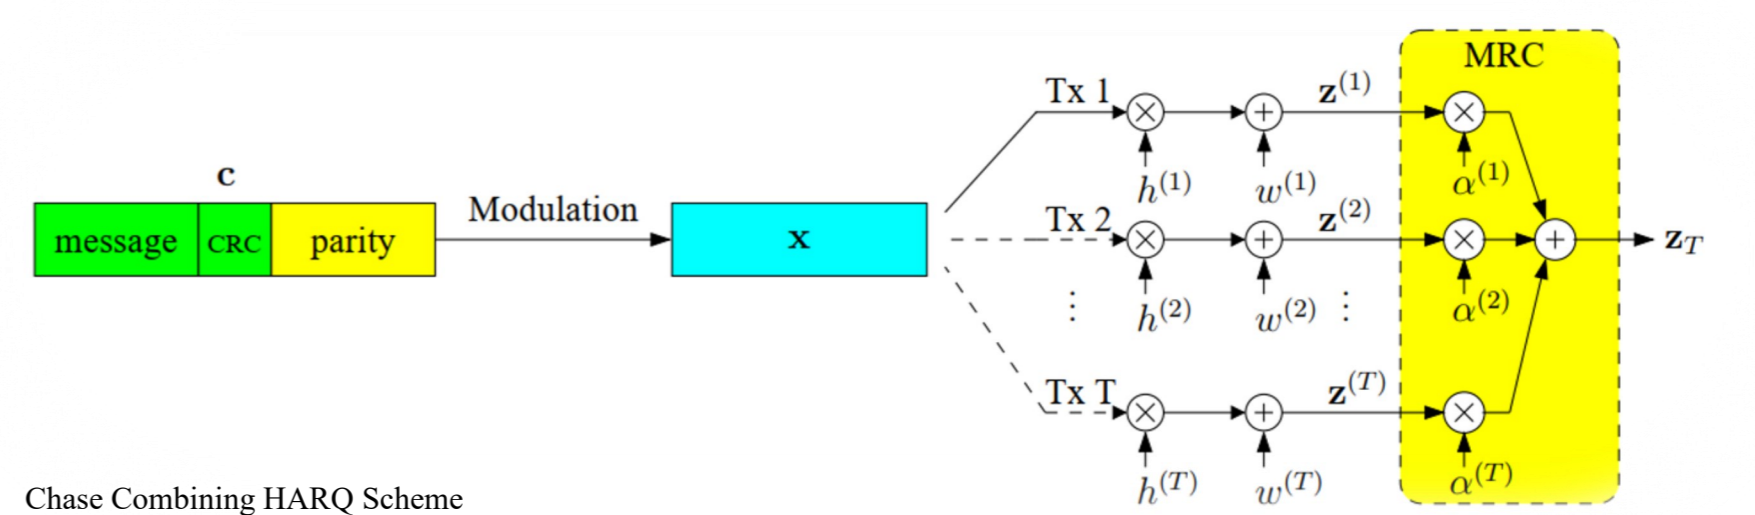 MRC
Tx 1
z^(1)
c
h^(1)
w^(1)
α^(1)
message
CRC
parity
Modulation
x
Tx 2
z^(2)
z_T
⋮
h^(2)
w^(2)
⋮
α^(2)
Tx T
z^(T)
h^(T)
w^(T)
α^(T)
Chase Combining HARQ Scheme